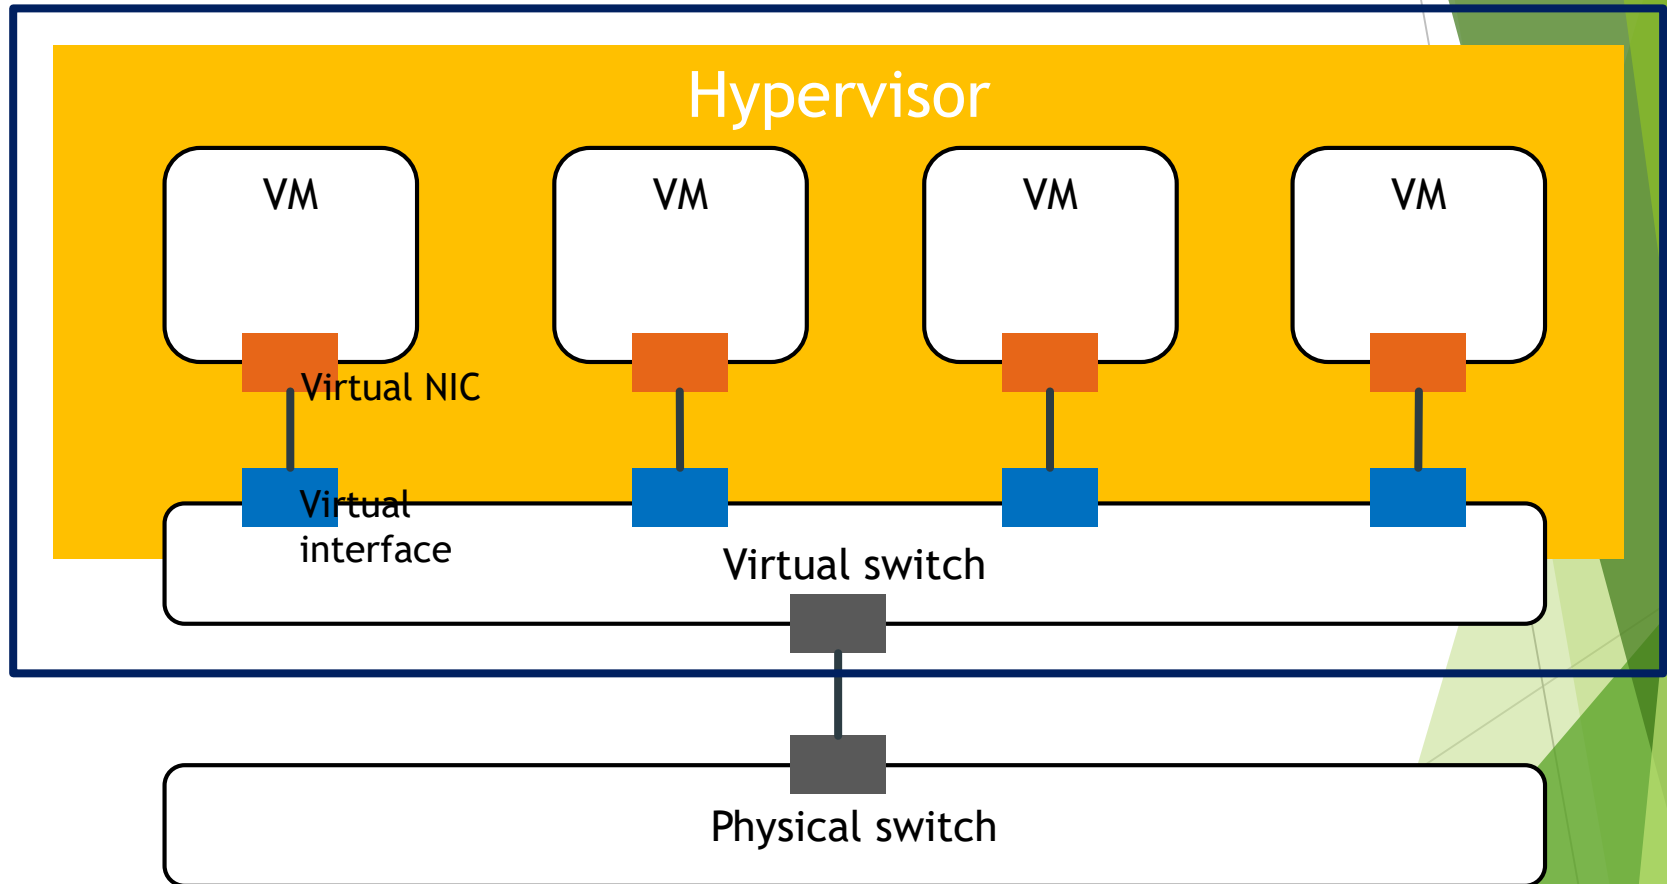 Hypervisor
VM
VM
VM
VM
Virtual NIC
Virtual
interface
Virtual switch
Physical switch